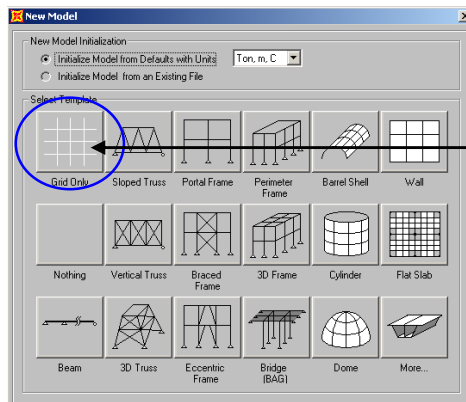 New Model
New Model Initialization
Initialize Model from Defaults with Units
Ton, m, C
Initialize Model from an Existing File
Select Template
Grid Only
Sloped Truss
Portal Frame
Perimeter
Frame
Barrel Shell
Wall
Nothing
Vertical Truss
Braced
Frame
3D Frame
Cylinder
Flat Slab
Beam
3D Truss
Eccentric
Frame
Bridge
(BAG)
Dome
More...